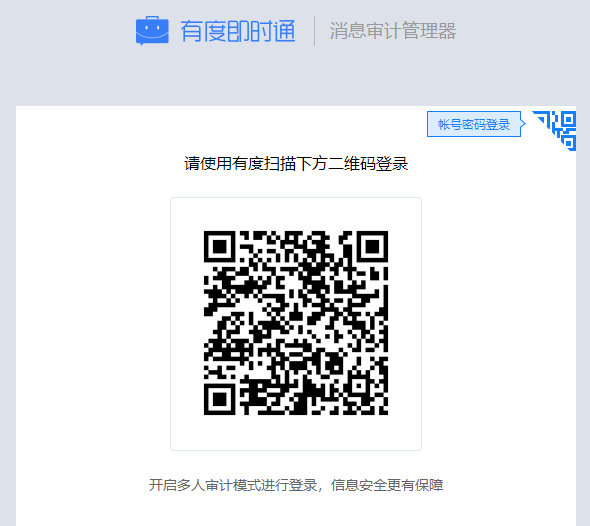 有度即时通 消息审计管理器
帐号密码登录
请使用有度扫描下方二维码登录
开启多人审计模式进行登录，信息安全更有保障